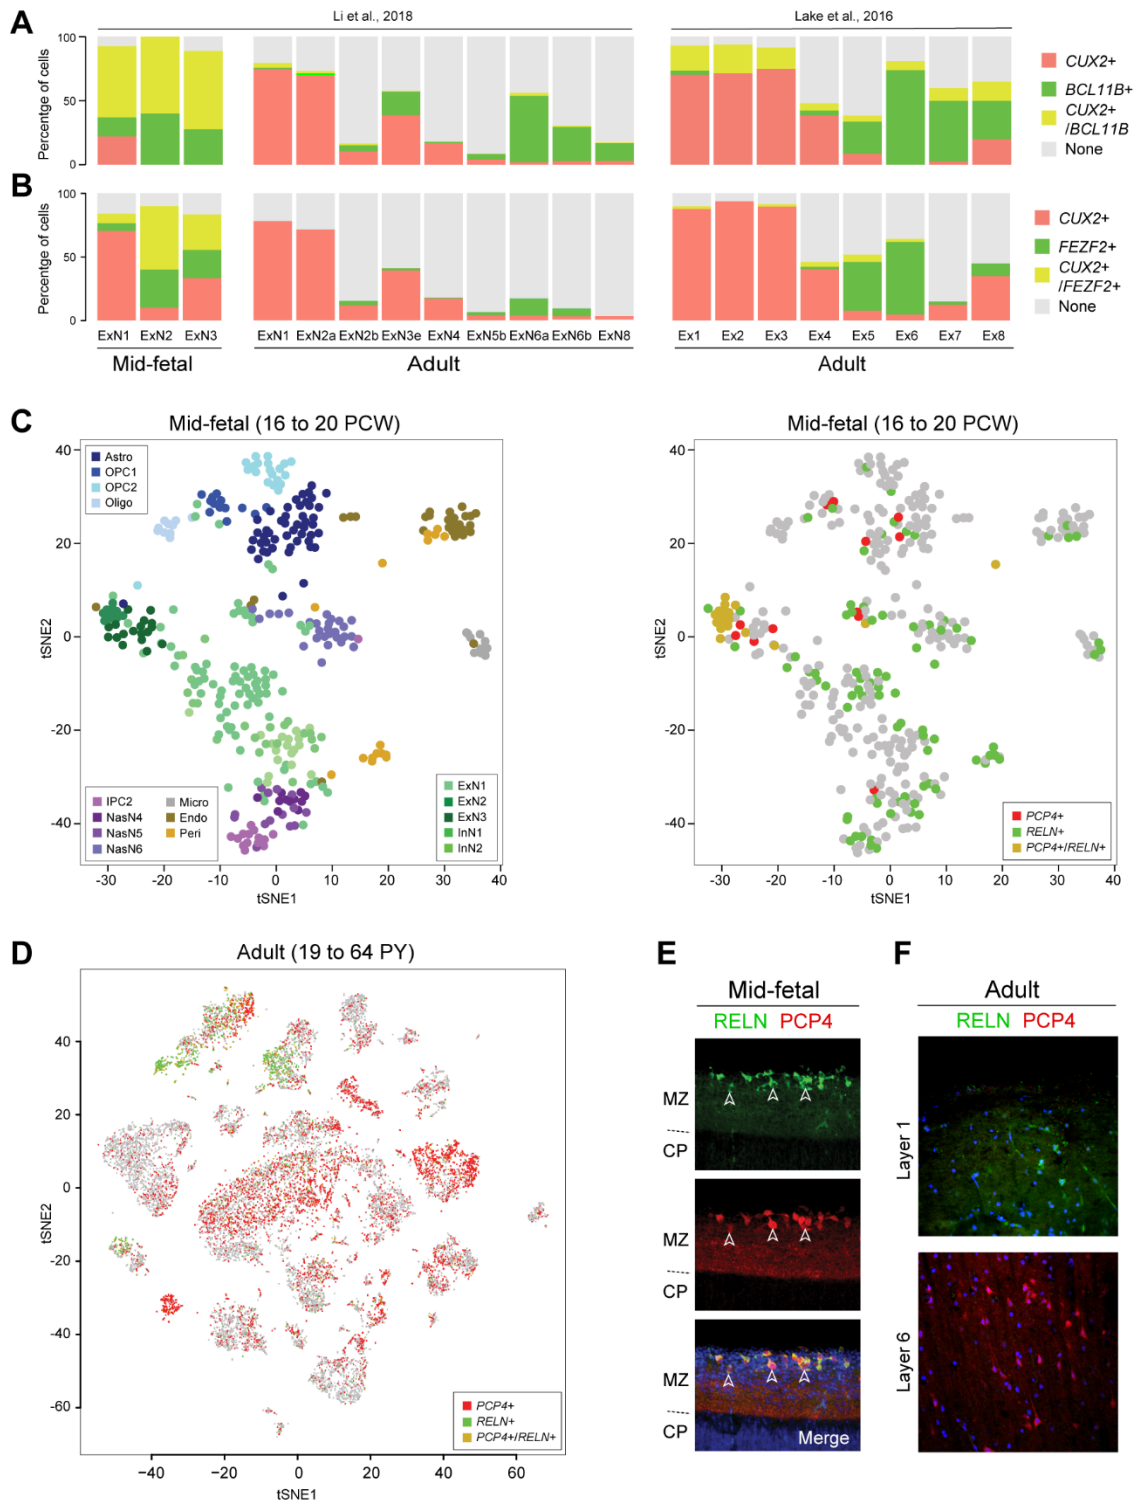 A
Li et al., 2018
Lake et al., 2016
Percentge of cells
100
50
0
CUX2+
BCL11B+
CUX2+
/BCL11B
None
B
Percentge of cells
100
50
0
CUX2+
FEZF2+
CUX2+
/FEZF2+
None
ExN1 ExN2 ExN3
ExN1 ExN2a ExN2b ExN3e ExN4 ExN5b ExN6a ExN6b ExN8
Ex1 Ex2 Ex3 Ex4 Ex5 Ex6 Ex7 Ex8
Mid-fetal
Adult
Adult
C
Mid-fetal (16 to 20 PCW)
Astro
OPC1
OPC2
Oligo
IPC2
NasN4
NasN5
NasN6
Micro
Endo
Peri
ExN1
ExN2
ExN3
InN1
InN2
tSNE2
40
20
0
-20
-40
-30 -20 -10 0 10 20 30 40
tSNE1
Mid-fetal (16 to 20 PCW)
PCP4+
RELN+
PCP4+/RELN+
tSNE2
40
20
0
-20
-40
-30 -20 -10 0 10 20 30 40
tSNE1
D
Adult (19 to 64 PY)
tSNE2
40
20
0
−20
−40
−60
PCP4+
RELN+
PCP4+/RELN+
−40 −20 0 20 40 60
tSNE1
E
Mid-fetal
RELN PCP4
MZ
CP
MZ
CP
MZ
CP
Merge
F
Adult
RELN PCP4
Layer 1
Layer 6